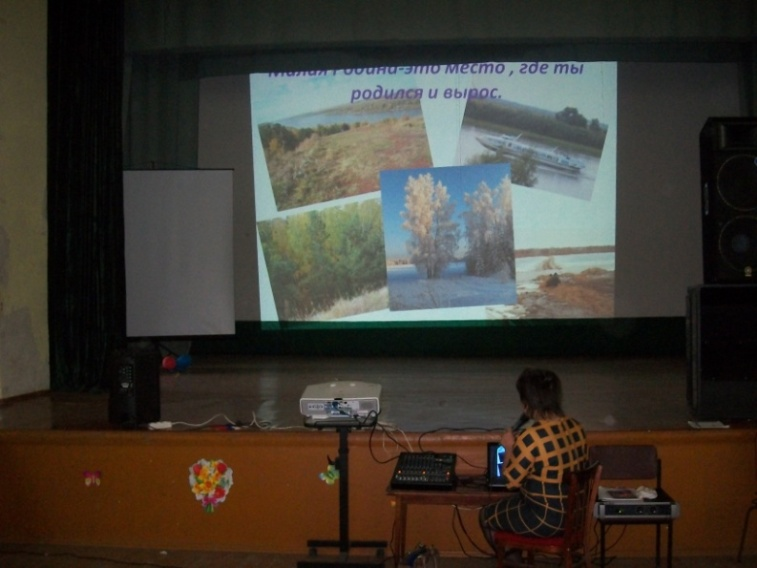 Малая Родина-это место , где ты
родился и вырос.